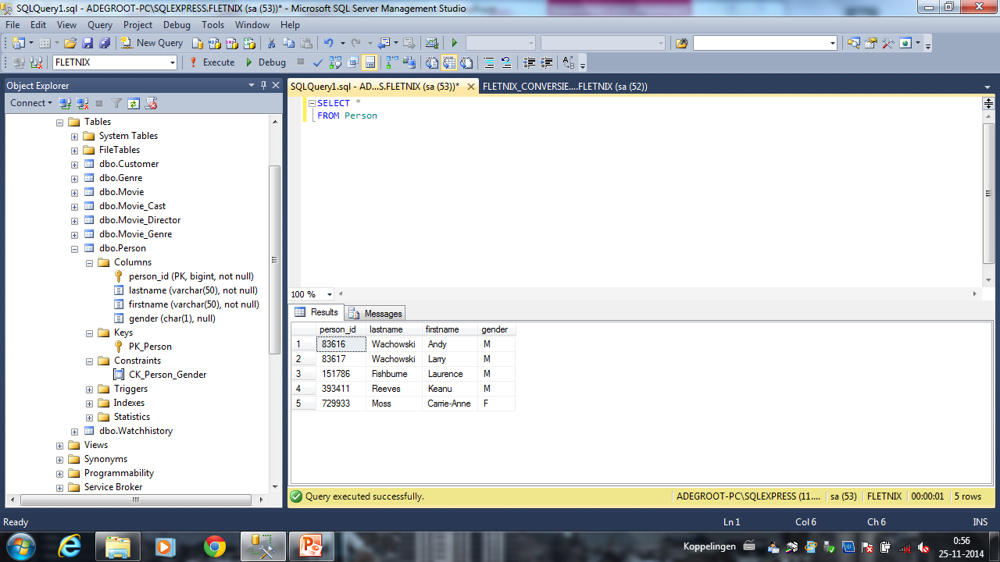 SQLQuery1.sql - ADEGROOT-PC\SQLEXPRESS.FLETNIX (sa (53))* - Microsoft SQL Server Management Studio
File Edit View Query Project Debug Tools Window Help
New Query
FLETNIX Execute Debug
Object Explorer
Connect
Tables
System Tables
FileTables
dbo.Customer
dbo.Genre
dbo.Movie
dbo.Movie_Cast
dbo.Movie_Director
dbo.Movie_Genre
dbo.Person
Columns
person_id (PK, bigint, not null)
lastname (varchar(50), not null)
firstname (varchar(50), not null)
gender (char(1), null)
Keys
PK_Person
Constraints
CK_Person_Gender
Triggers
Indexes
Statistics
dbo.Watchhistory
Views
Synonyms
Programmability
Service Broker
SQLQuery1.sql - AD...S.FLETNIX (sa (53))* FLETNIX_CONVERSIE....FLETNIX (sa (52))
SELECT *
FROM Person
100 %
Results Messages
person_id lastname firstname gender
1 83616 Wachowski Andy M
2 83617 Wachowski Larry M
3 151786 Fishburne Laurence M
4 393411 Reeves Keanu M
5 729933 Moss Carrie-Anne F
Query executed successfully. ADEGROOT-PC\SQLEXPRESS (11.... sa (53) FLETNIX 00:00:01 5 rows
Ready Ln 1 Col 6 Ch 6 INS
Koppelingen 0:56
25-11-2014